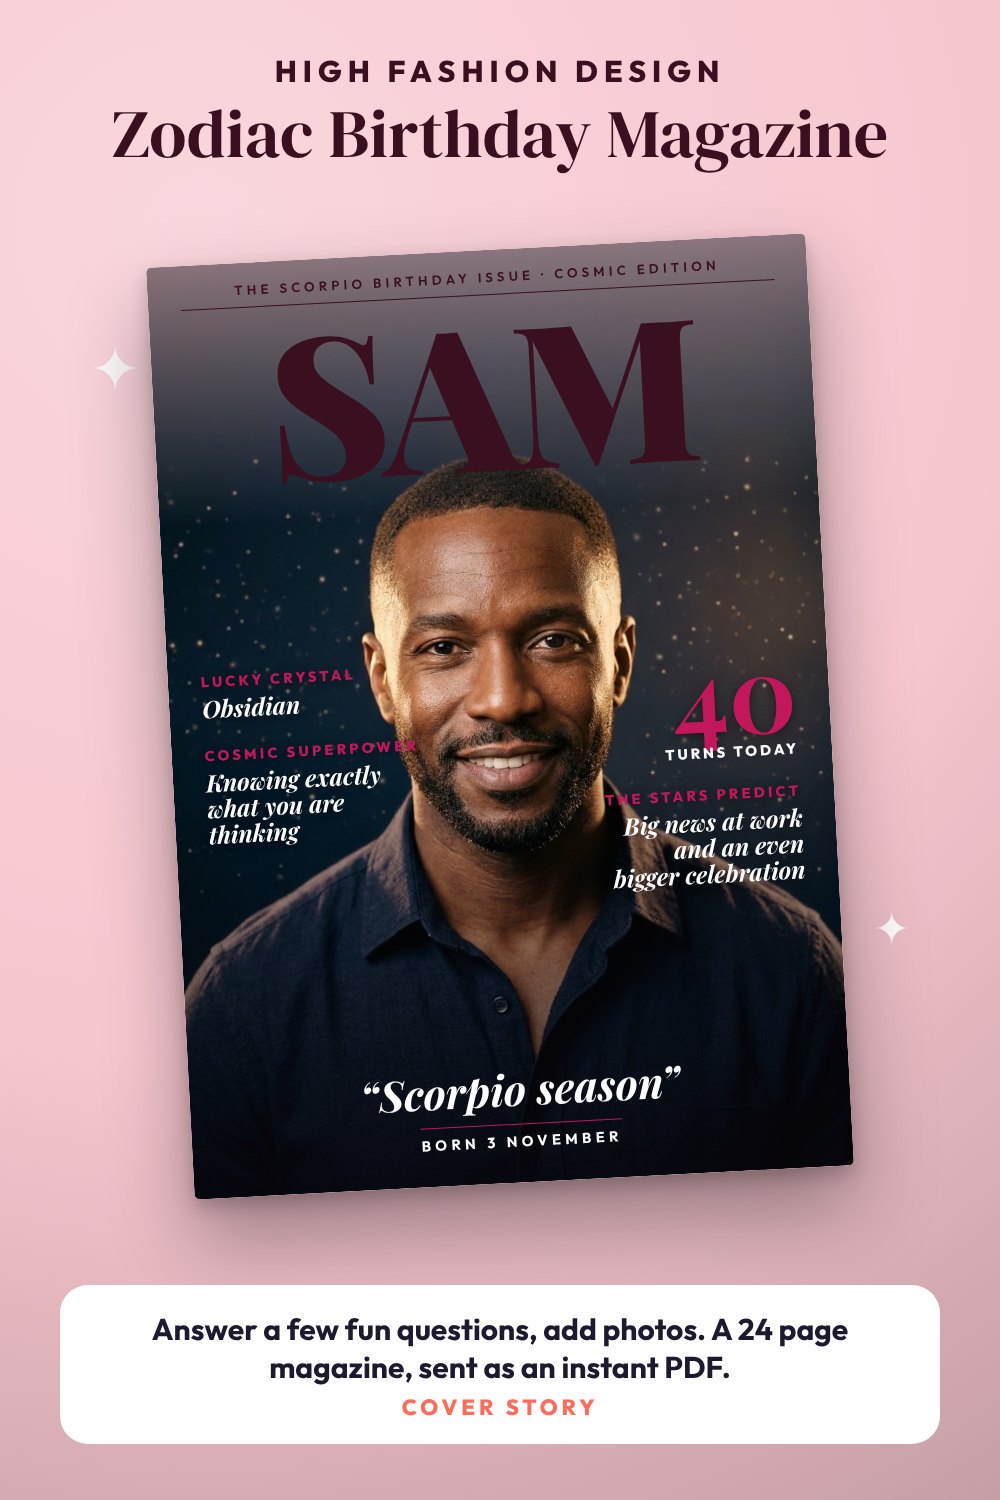 HIGH FASHION DESIGN
Zodiac Birthday Magazine
THE SCORPIO BIRTHDAY ISSUE · COSMIC EDITION
SAM
LUCKY CRYSTAL
Obsidian
COSMIC SUPERPOWER
Knowing exactly
what you are
thinking
40
TURNS TODAY
THE STARS PREDICT
Big news at work
and an even
bigger celebration
“Scorpio season”
BORN 3 NOVEMBER
Answer a few fun questions, add photos. A 24 page
magazine, sent as an instant PDF.
COVER STORY